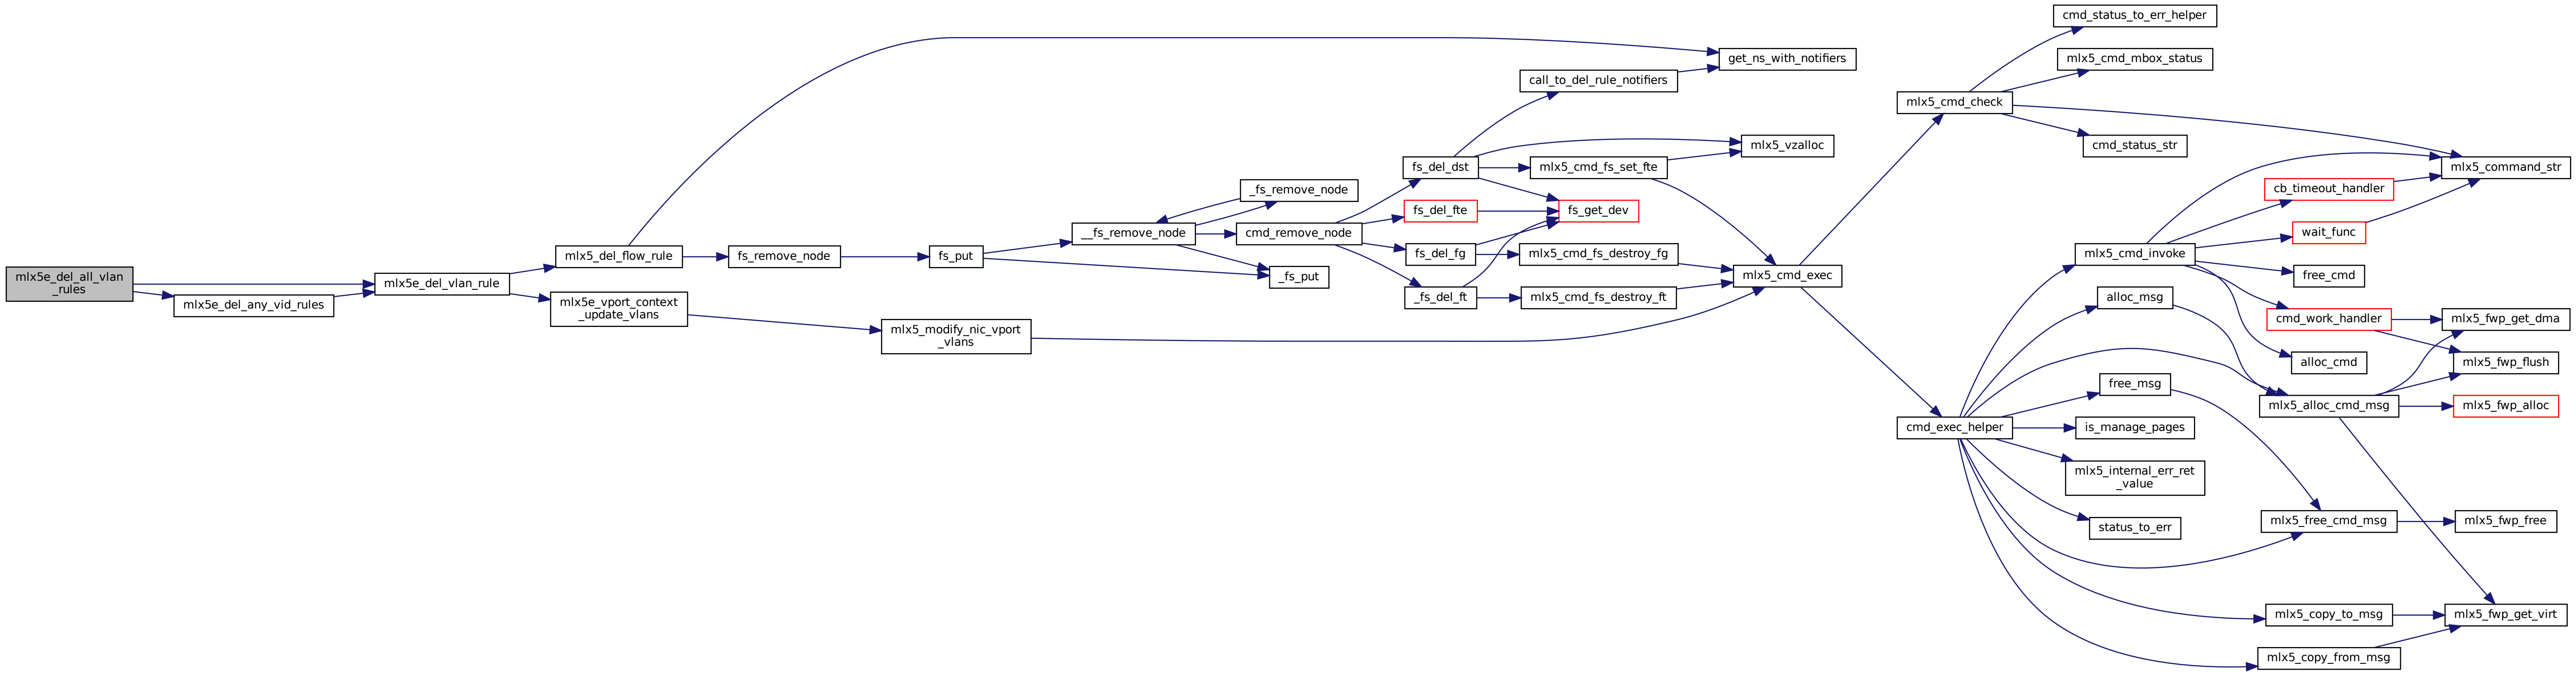 mlx5e_del_all_vlan
_rules
mlx5e_del_any_vid_rules
mlx5e_del_vlan_rule
mlx5_del_flow_rule
mlx5e_vport_context
_update_vlans
fs_remove_node
mlx5_modify_nic_vport
_vlans
fs_put
_fs_remove_node
__fs_remove_node
_fs_put
cmd_remove_node
fs_del_dst
fs_del_fte
fs_del_fg
_fs_del_ft
get_ns_with_notifiers
call_to_del_rule_notifiers
mlx5_vzalloc
mlx5_cmd_fs_set_fte
fs_get_dev
mlx5_cmd_fs_destroy_fg
mlx5_cmd_fs_destroy_ft
mlx5_cmd_exec
mlx5_cmd_check
cmd_exec_helper
cmd_status_to_err_helper
mlx5_cmd_mbox_status
cmd_status_str
mlx5_cmd_invoke
alloc_msg
free_msg
is_manage_pages
mlx5_internal_err_ret
_value
status_to_err
mlx5_command_str
cb_timeout_handler
wait_func
free_cmd
cmd_work_handler
alloc_cmd
mlx5_alloc_cmd_msg
mlx5_free_cmd_msg
mlx5_copy_to_msg
mlx5_copy_from_msg
mlx5_fwp_get_dma
mlx5_fwp_flush
mlx5_fwp_alloc
mlx5_fwp_free
mlx5_fwp_get_virt